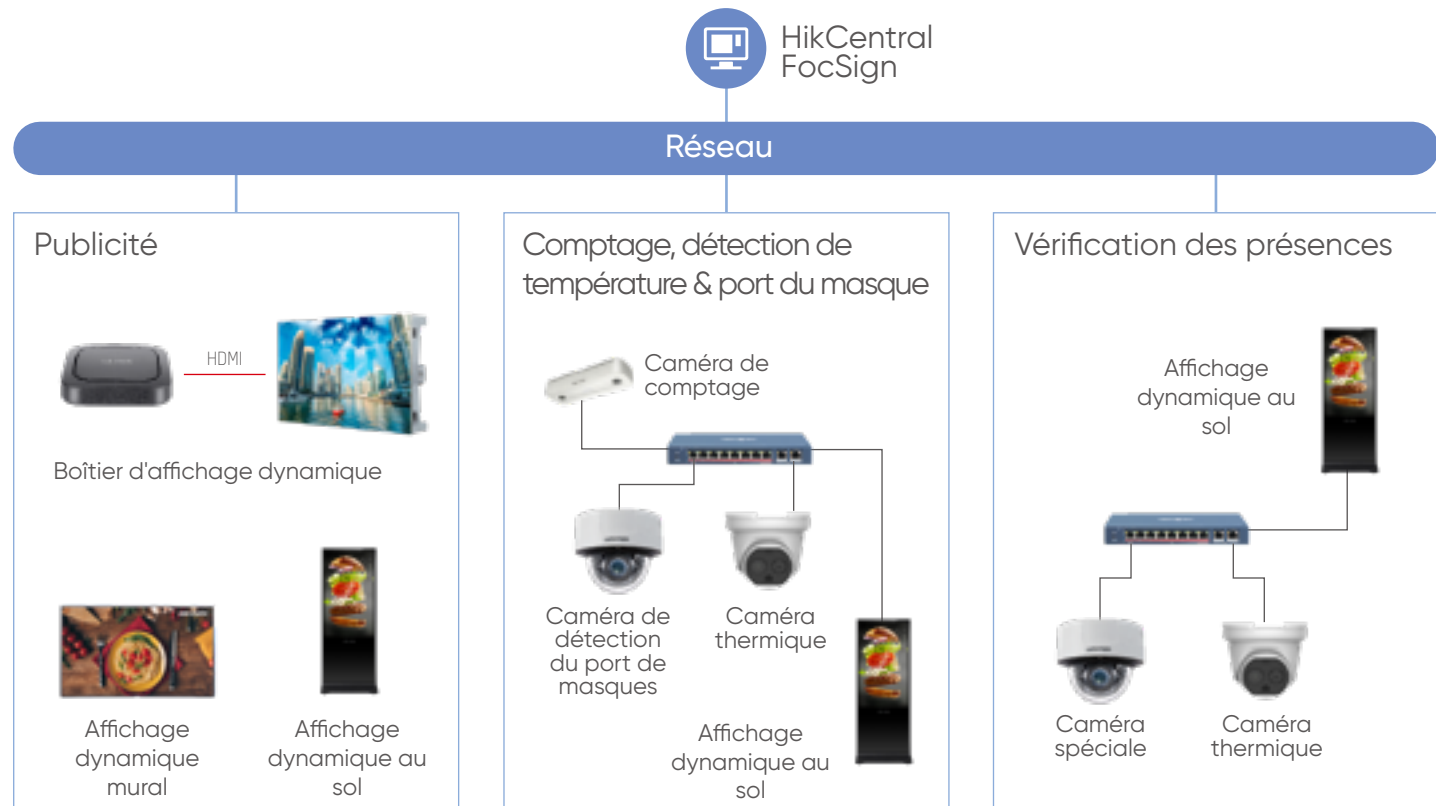 HikCentral
FocSign
Réseau
Publicité
HDMI
Boîtier d'affichage dynamique
Affichage
dynamique
mural
Affichage
dynamique au
sol
Comptage, détection de
température & port du masque
Caméra de
comptage
Caméra de
détection
du port de
masques
Caméra
thermique
Affichage
dynamique au
sol
Vérification des présences
Affichage
dynamique au
sol
Caméra
spéciale
Caméra
thermique